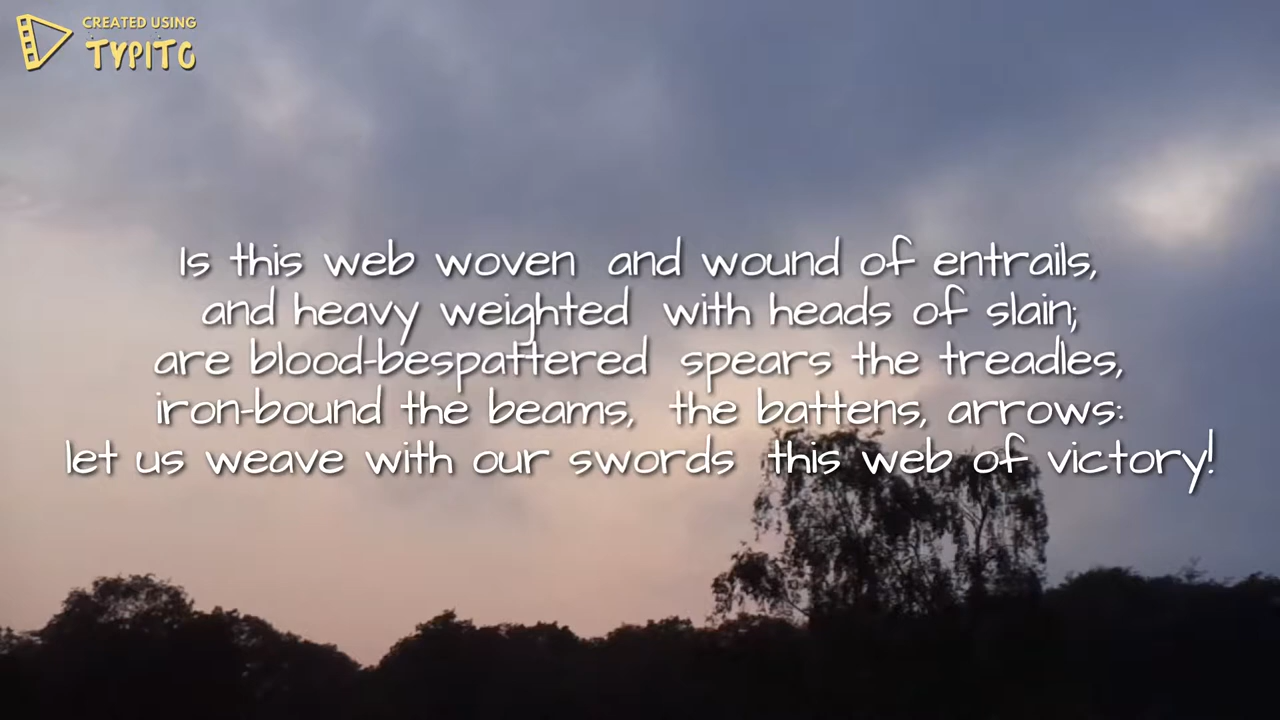 CREATED USING
TYPITO
Is this web woven and wound of entrails,
and heavy weighted with heads of slain;
are blood-bespattered spears the treadles,
iron-bound the beams, the battens, arrows:
let us weave with our swords this web of victory!